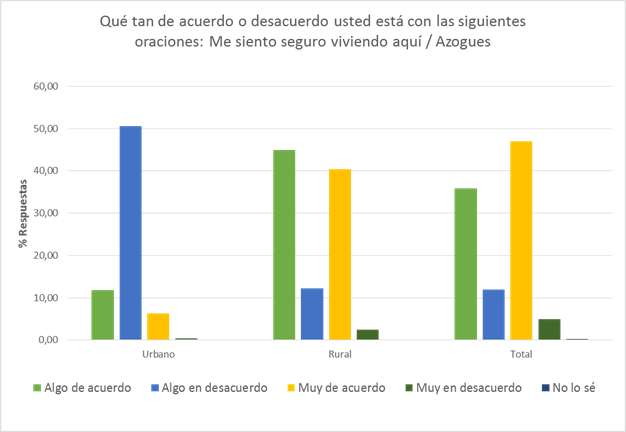 Qué tan de acuerdo o desacuerdo usted está con las siguientes
oraciones: Me siento seguro viviendo aquí / Azogues
60,00
50,00
40,00
30,00
20,00
10,00
0,00
% Respuestas
Urbano Rural Total
Algo de acuerdo Algo en desacuerdo Muy de acuerdo Muy en desacuerdo No lo sé